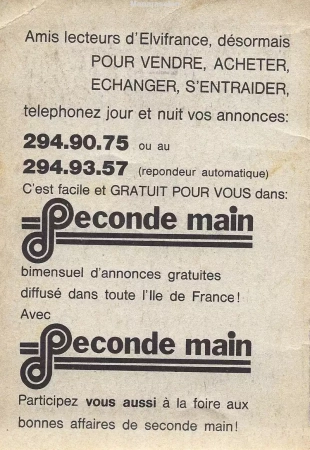 Amis lecteurs d'Elvifrance, désormais
POUR VENDRE, ACHETER,
ECHANGER, S'ENTRAIDER,
telephonez jour et nuit vos annonces:
294.90.75 ou au
294.93.57 (repondeur automatique)
C'est facile et GRATUIT POUR VOUS dans:
Seconde main
bimensuel d'annonces gratuites
diffusé dans toute l'Ile de France!
Avec
Seconde main
Participez vous aussi à la foire aux
bonnes affaires de seconde main!